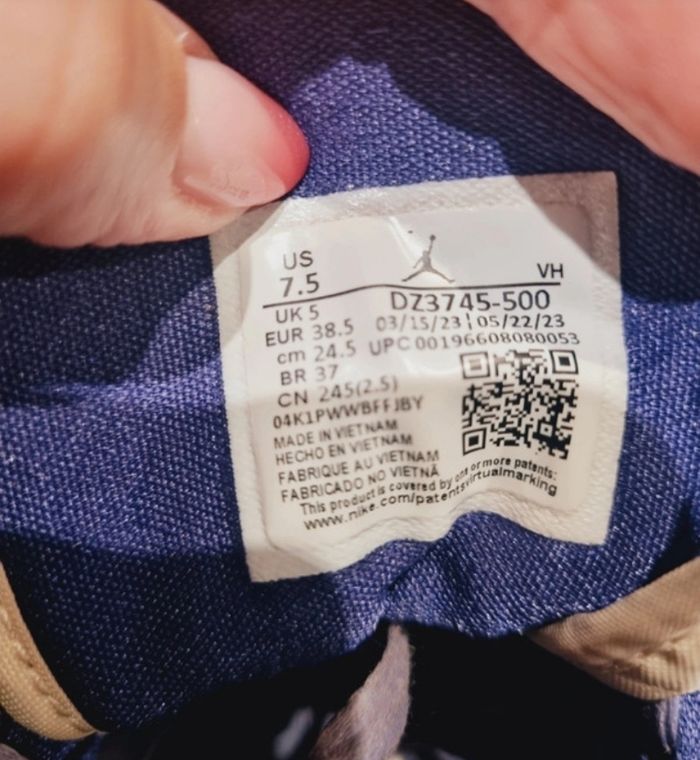 US
7.5
VH
UK 5
DZ3745-500
EUR 38.5
03/15/23 | 05/22/23
cm 24.5
UPC 00196608080053
BR 37
CN 245(2.5)
04K1PWWBFFJBY
MADE IN VIETNAM
HECHO EN VIETNAM
FABRIQUE AU VIETNAM
FABRICADO NO VIETNÃ
This product is covered by one or more patents:
www.nike.com/patentsvirtualmarking